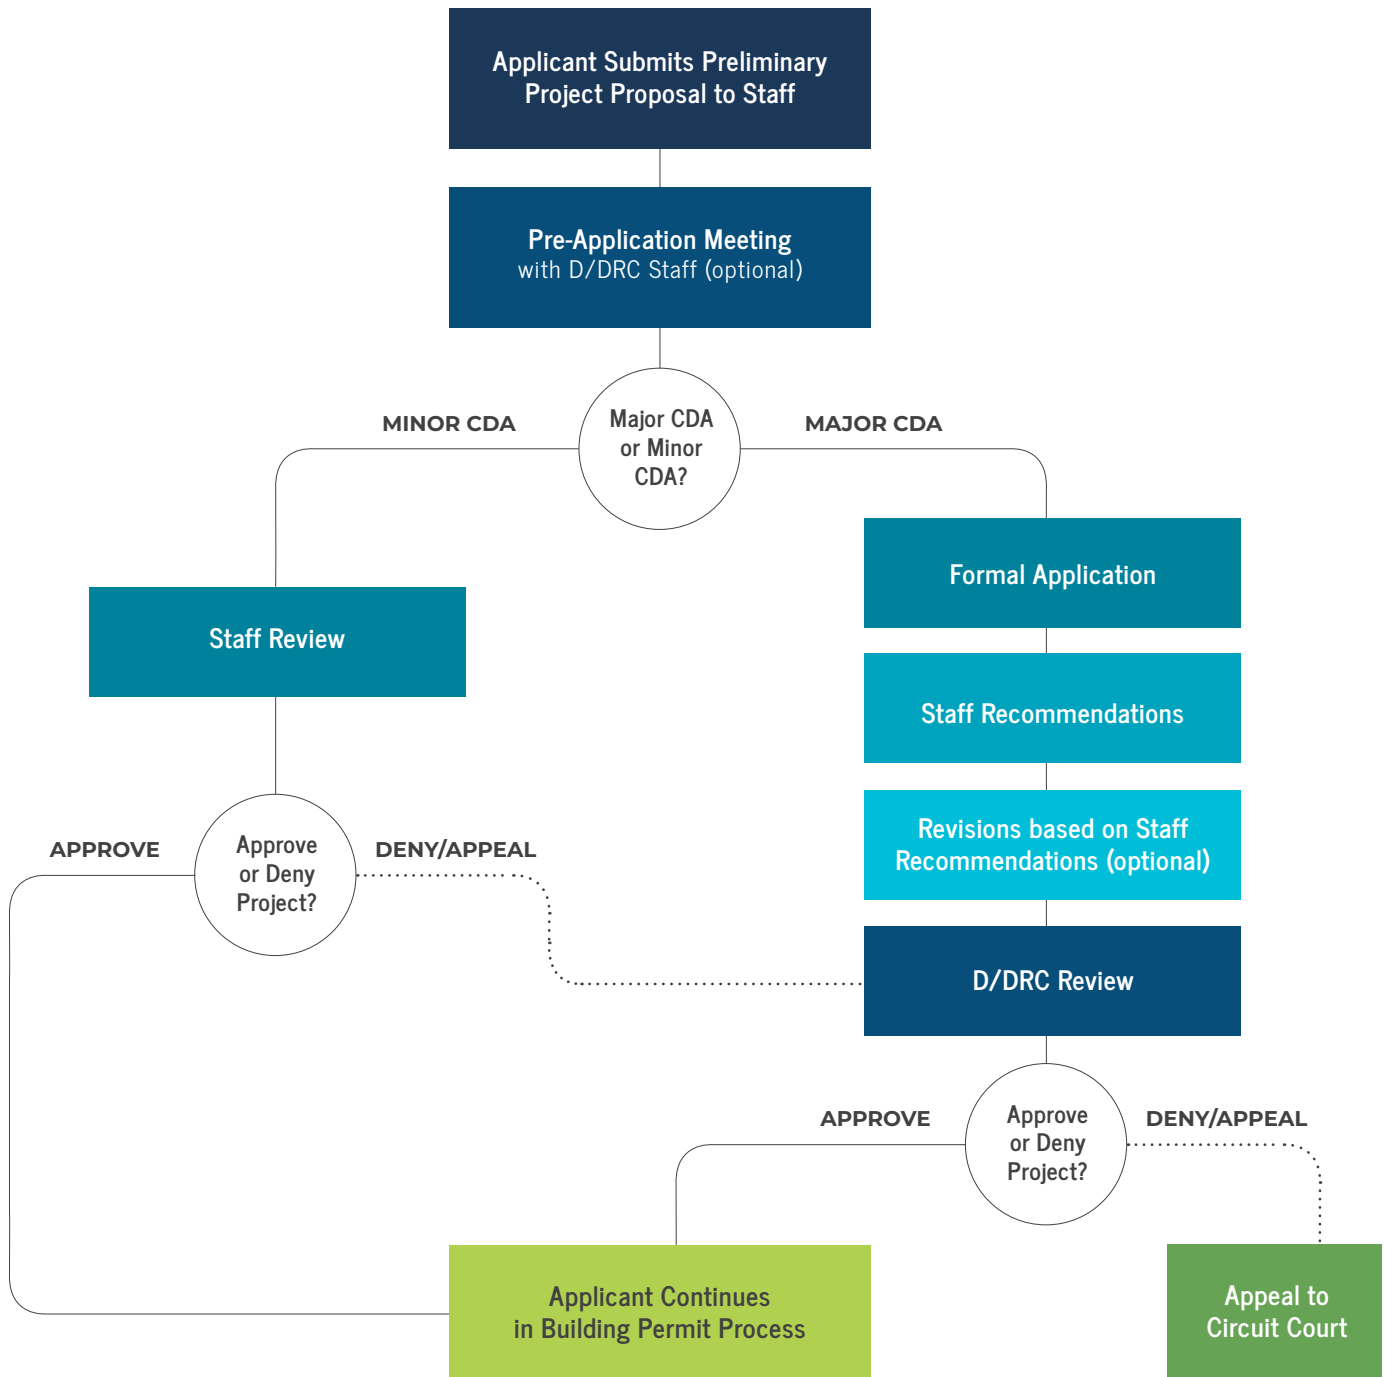 Applicant Submits Preliminary
Project Proposal to Staff
Pre-Application Meeting
with D/DRC Staff (optional)
MINOR CDA
Major CDA
or Minor
CDA?
MAJOR CDA
Formal Application
Staff Review
Staff Recommendations
Revisions based on Staff
Recommendations (optional)
APPROVE
Approve
or Deny
Project?
DENY/APPEAL
D/DRC Review
APPROVE
Approve
or Deny
Project?
DENY/APPEAL
Applicant Continues
in Building Permit Process
Appeal to
Circuit Court